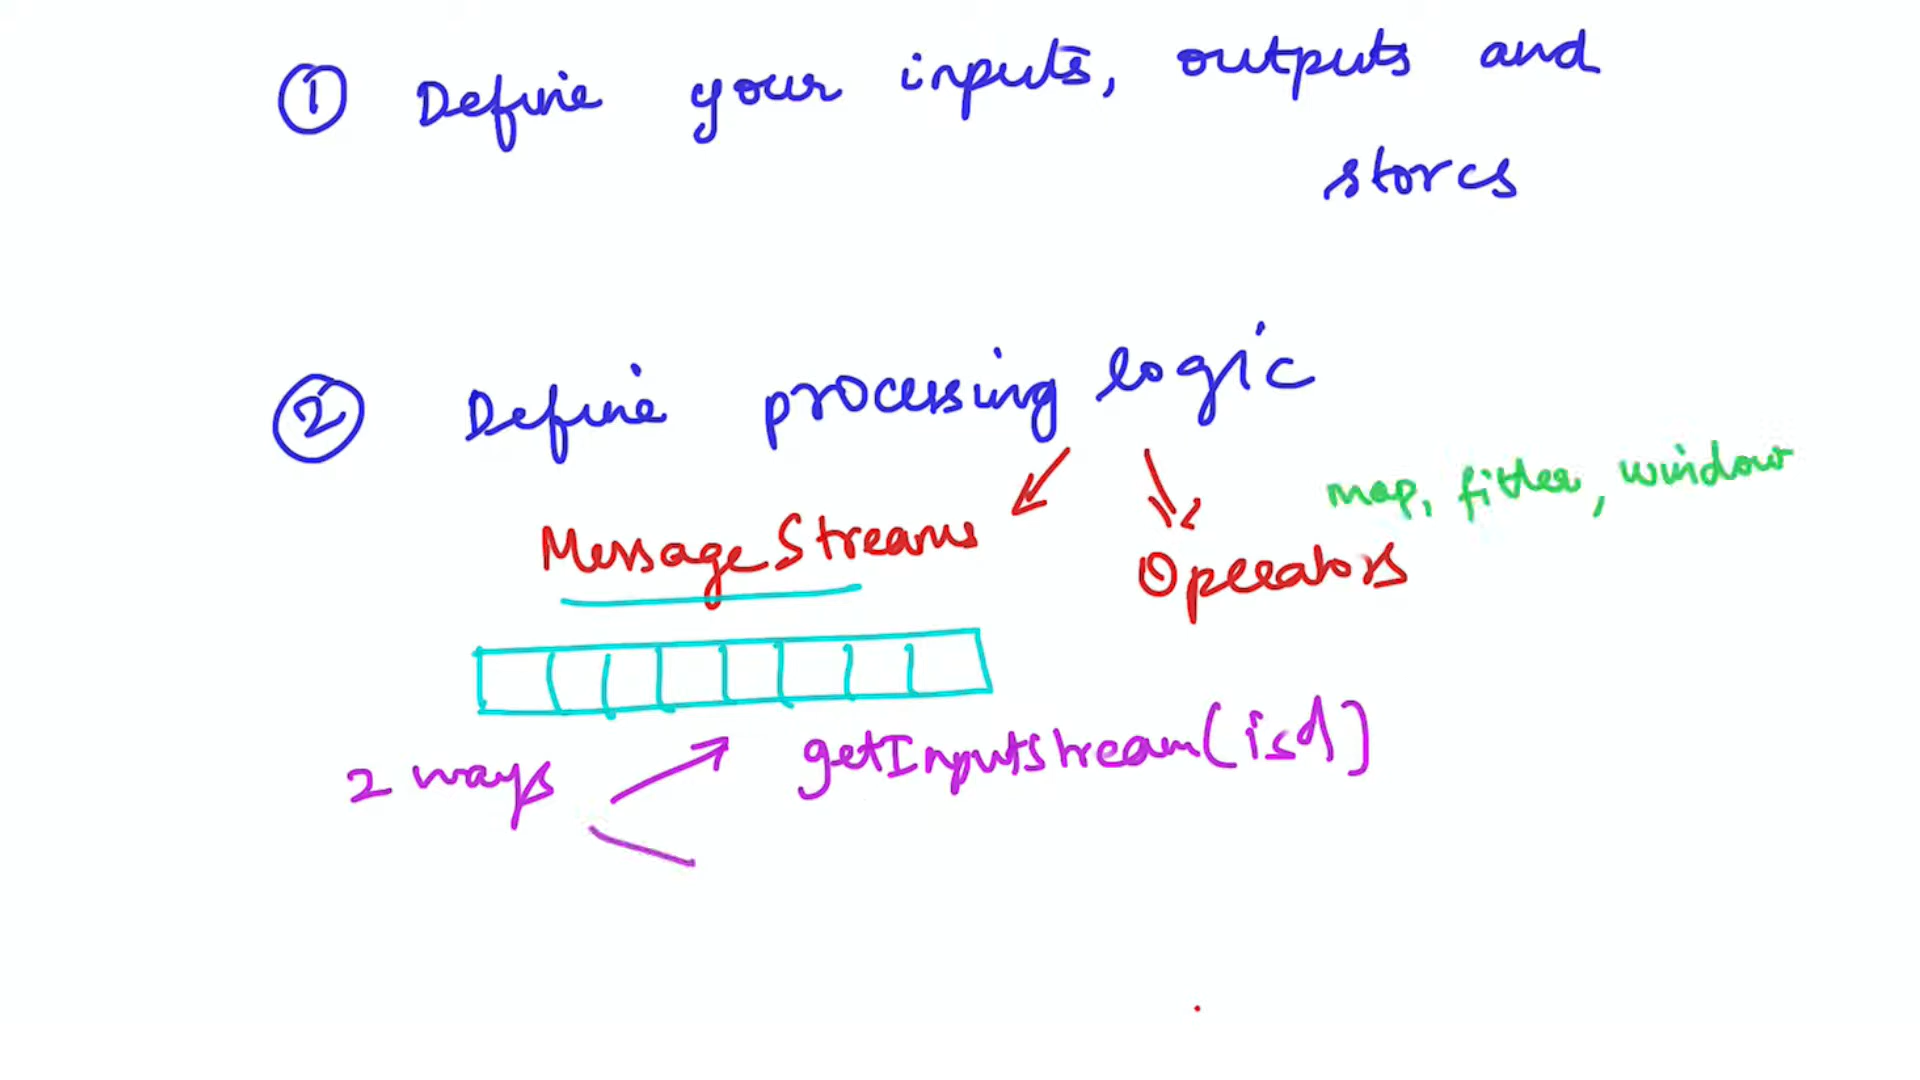 ① Define your inputs, outputs and
stores
② Define processing logic
map, filter, window
MessageStreams
Operators
2 ways
getInputStream(isd)